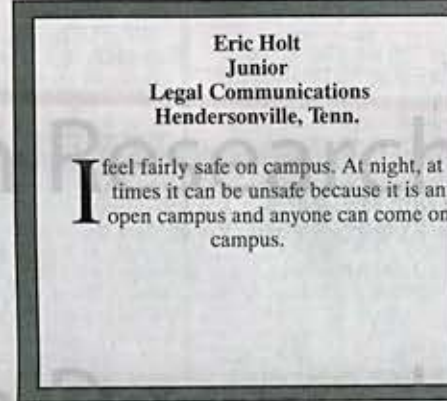 Eric Holt
Junior
Legal Communications
Hendersonville, Tenn.
I feel fairly safe on campus. At night, at
times it can be unsafe because it is an
open campus and anyone can come on
campus.
Research